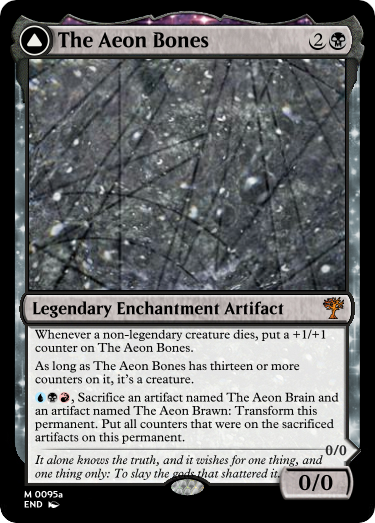 The Aeon Bones 2
Legendary Enchantment Artifact
Whenever a non-legendary creature dies, put a +1/+1
counter on The Aeon Bones.
As long as The Aeon Bones has thirteen or more
counters on it, it's a creature.
, Sacrifice an artifact named The Aeon Brain and
an artifact named The Aeon Brawn: Transform this
permanent. Put all counters that were on the sacrificed
artifacts on this permanent.
It alone knows the truth, and it wishes for one thing, and
one thing only: To slay the gods that shattered it.
0/0
0/0
M 0095a
END